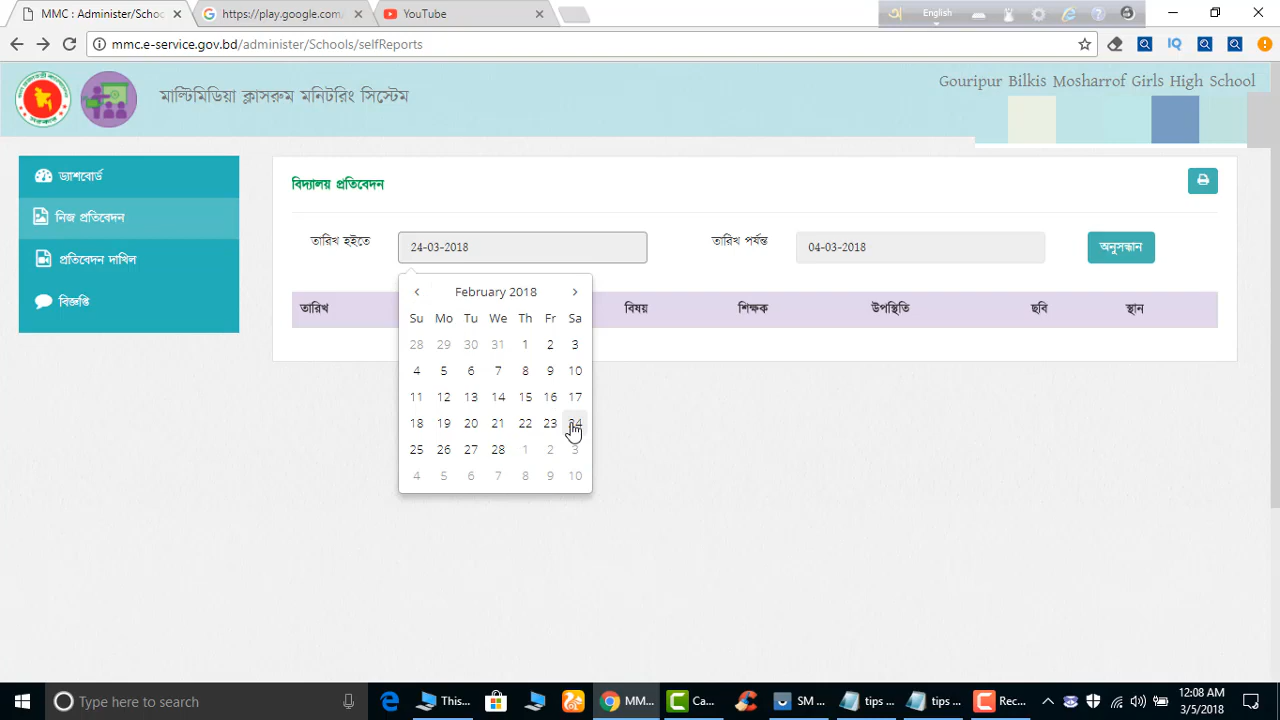 MMC : Administer/Schoo
https://play.google.com/
YouTube
English
mmc.e-service.gov.bd/administer/Schools/selfReports
IQ
মাল্টিমিডিয়া ক্লাসরুম মনিটরিং সিস্টেম
Gouripur Bilkis Mosharrof Girls High School
ড্যাশবোর্ড
নিজ প্রতিবেদন
প্রতিবেদন দাখিল
বিজ্ঞপ্তি
বিদ্যালয় প্রতিবেদন
তারিখ হইতে 24-03-2018 তারিখ পর্যন্ত 04-03-2018 অনুসন্ধান
তারিখ বিষয় শিক্ষক উপস্থিতি ছবি স্থান
February 2018
Su Mo Tu We Th Fr Sa
28 29 30 31 1 2 3
4 5 6 7 8 9 10
11 12 13 14 15 16 17
18 19 20 21 22 23 24
25 26 27 28 1 2 3
4 5 6 7 8 9 10
Type here to search
This...
MM...
Ca...
SM ...
tips ...
tips ...
Rec...
12:08 AM
3/5/2018